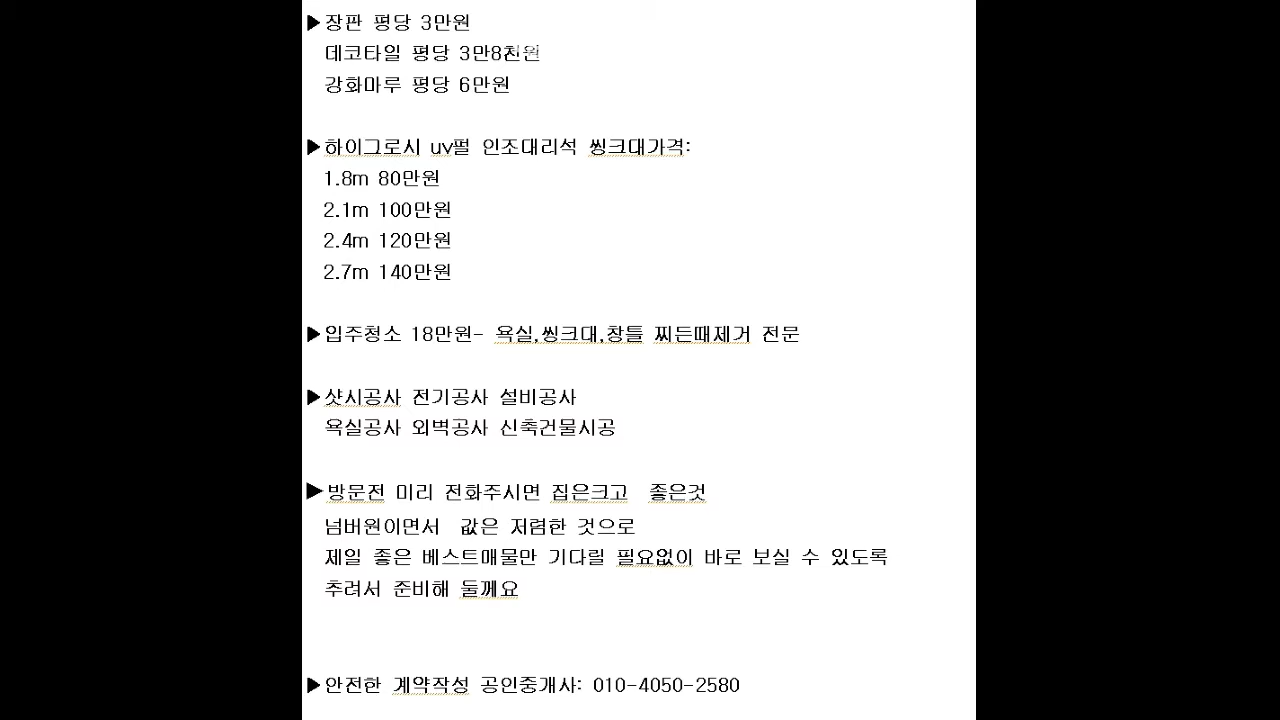 ▶장판 평당 3만원
데코타일 평당 3만8천원
강화마루 평당 6만원
▶하이그로시 uv펄 인조대리석 씽크대가격:
1.8m 80만원
2.1m 100만원
2.4m 120만원
2.7m 140만원
▶입주청소 18만원- 욕실,씽크대,창틀 찌든때제거 전문
▶샷시공사 전기공사 설비공사
욕실공사 외벽공사 신축건물시공
▶방문전 미리 전화주시면 집은크고 좋은것
넘버원이면서 값은 저렴한 것으로
제일 좋은 베스트매물만 기다릴 필요없이 바로 보실 수 있도록
추려서 준비해 둘께요
▶안전한 계약작성 공인중개사: 010-4050-2580